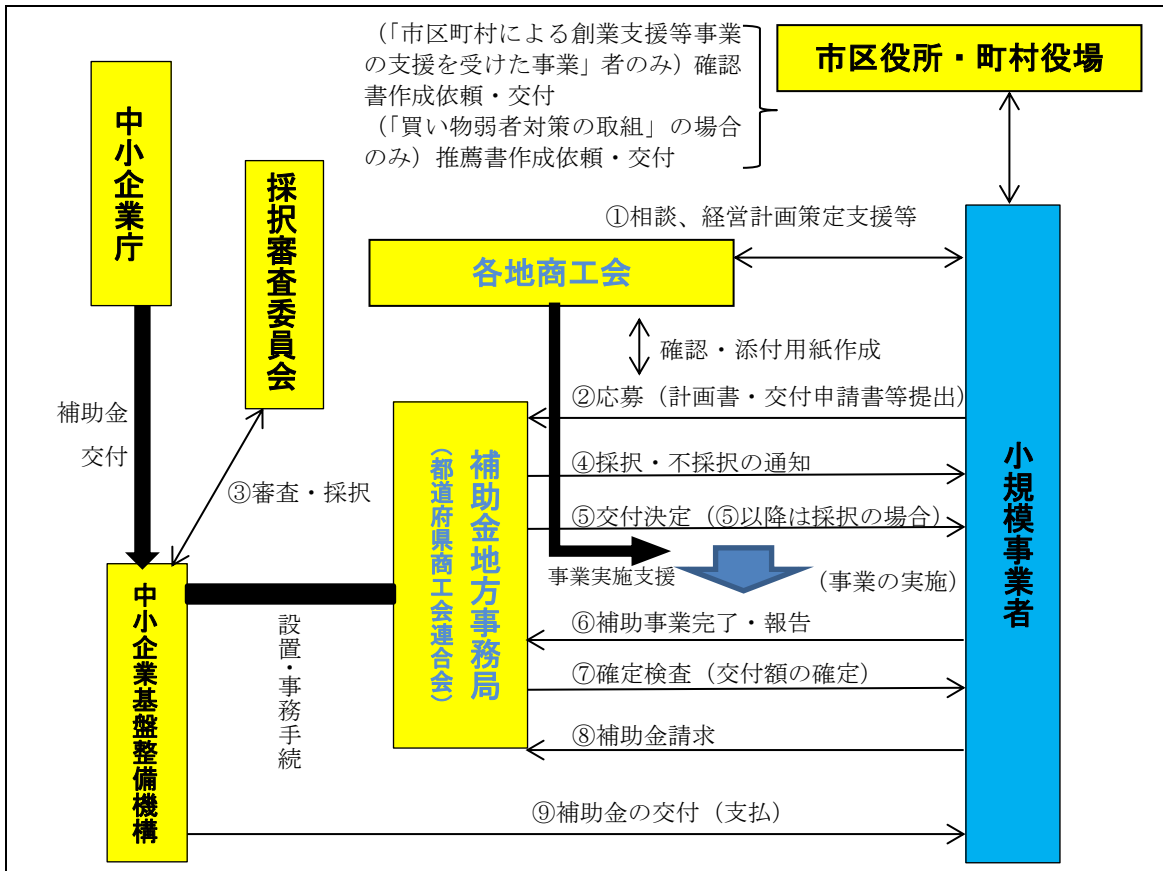 （「市区町村による創業支援等事業
の支援を受けた事業」者のみ）確認
書作成依頼・交付
（「買い物弱者対策の取組」の場合
のみ）推薦書作成依頼・交付
市区役所・町村役場
中小企業庁
採択審査委員会
①相談、経営計画策定支援等
各地商工会
確認・添付用紙作成
補助金
交付
②応募（計画書・交付申請書等提出）
③審査・採択
④採択・不採択の通知
⑤交付決定（⑤以降は採択の場合）
補助金地方事務局
（都道府県商工会連合会）
小規模事業者
事業実施支援
（事業の実施）
中小企業基盤整備機構
設置・事務手続
⑥補助事業完了・報告
⑦確定検査（交付額の確定）
⑧補助金請求
⑨補助金の交付（支払）